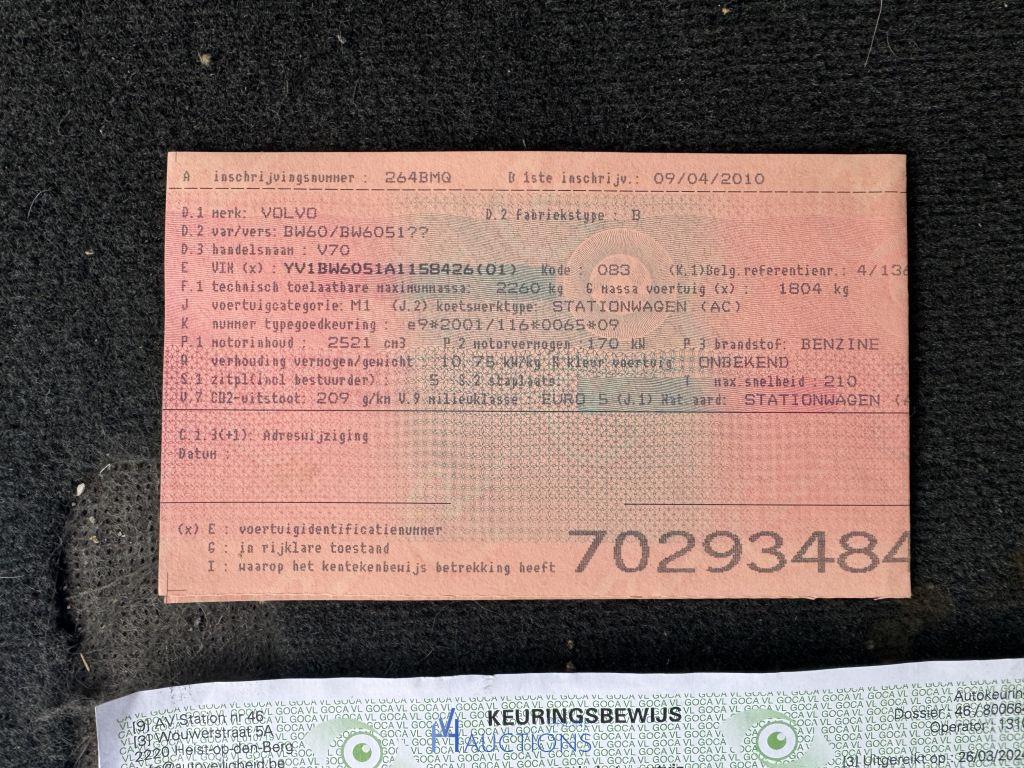 A inschrijvingsnummer : 264BMQ B 1ste inschrijv.: 09/04/2010
D.1 merk: VOLVO D.2 fabriekstype : B
D.2 var/vers: BW60/BW6051??
D.3 handelsnaam : V70
E VIN (x) : YV1BW6051A1158426(01) Kode : 083 (K.1)Belg.referentienr.: 4/136
F.1 technisch toelaatbare maximummassa: 2260 kg G massa voertuig (x) : 1804 kg
J voertuigcategorie: M1 (J.2) koetswerktype: STATIONWAGEN (AC)
K nummer typegoedkeuring : e9*2001/116*0065*09
P.1 motorinhoud : 2521 cm3 P.2 motorvermogen :170 kW P.3 brandstof: BENZINE
Q verhouding vermogen/gewicht : 10.75 kW/kg R kleur voertuig ONBEKEND
S.1 zitpl(incl bestuurder) : 5 S.2 staplaats: T max.snelheid : 210
V.7 CO2-uitstoot: 209 g/km V.9 milieuklasse : EURO 5 (J.1) Nat aard: STATIONWAGEN (
C.1.3(+1): Adreswijziging
Datum :
(x) E : voertuigidentificatienummer
G : in rijklare toestand
I : waarop het kentekenbewijs betrekking heeft
70293484
[9] AV Station nr 46
[3] Wouwerstraat 5A
2220 Heist-op-den-Berg
@autoveiligheid.be
KEURINGSBEWIJS
AUCTIONS
Autokeurin
Dossier : 46 / 80066
Operator : 131
[3] Uitgereikt op : 26/03/202